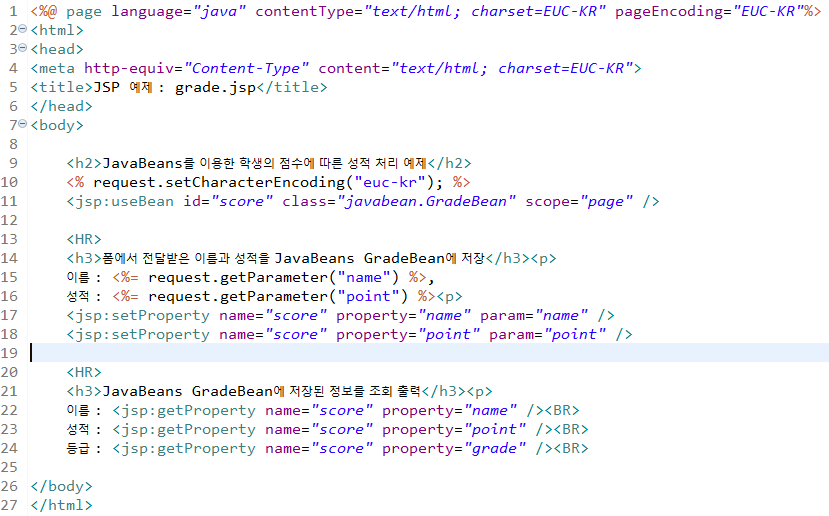 1 <%@ page language="java" contentType="text/html; charset=EUC-KR" pageEncoding="EUC-KR"%>
2 <html>
3 <head>
4 <meta http-equiv="Content-Type" content="text/html; charset=EUC-KR">
5 <title>JSP 예제 : grade.jsp</title>
6 </head>
7 <body>
8
9     <h2>JavaBeans를 이용한 학생의 점수에 따른 성적 처리 예제</h2>
10     <% request.setCharacterEncoding("euc-kr"); %>
11     <jsp:useBean id="score" class="javabean.GradeBean" scope="page" />
12
13     <HR>
14     <h3>폼에서 전달받은 이름과 성적을 JavaBeans GradeBean에 저장</h3><p>
15     이름 : <%= request.getParameter("name") %>,
16     성적 : <%= request.getParameter("point") %><p>
17     <jsp:setProperty name="score" property="name" param="name" />
18     <jsp:setProperty name="score" property="point" param="point" />
19
20     <HR>
21     <h3>JavaBeans GradeBean에 저장된 정보를 조회 출력</h3><p>
22     이름 : <jsp:getProperty name="score" property="name" /><BR>
23     성적 : <jsp:getProperty name="score" property="point" /><BR>
24     등급 : <jsp:getProperty name="score" property="grade" /><BR>
25
26 </body>
27 </html>